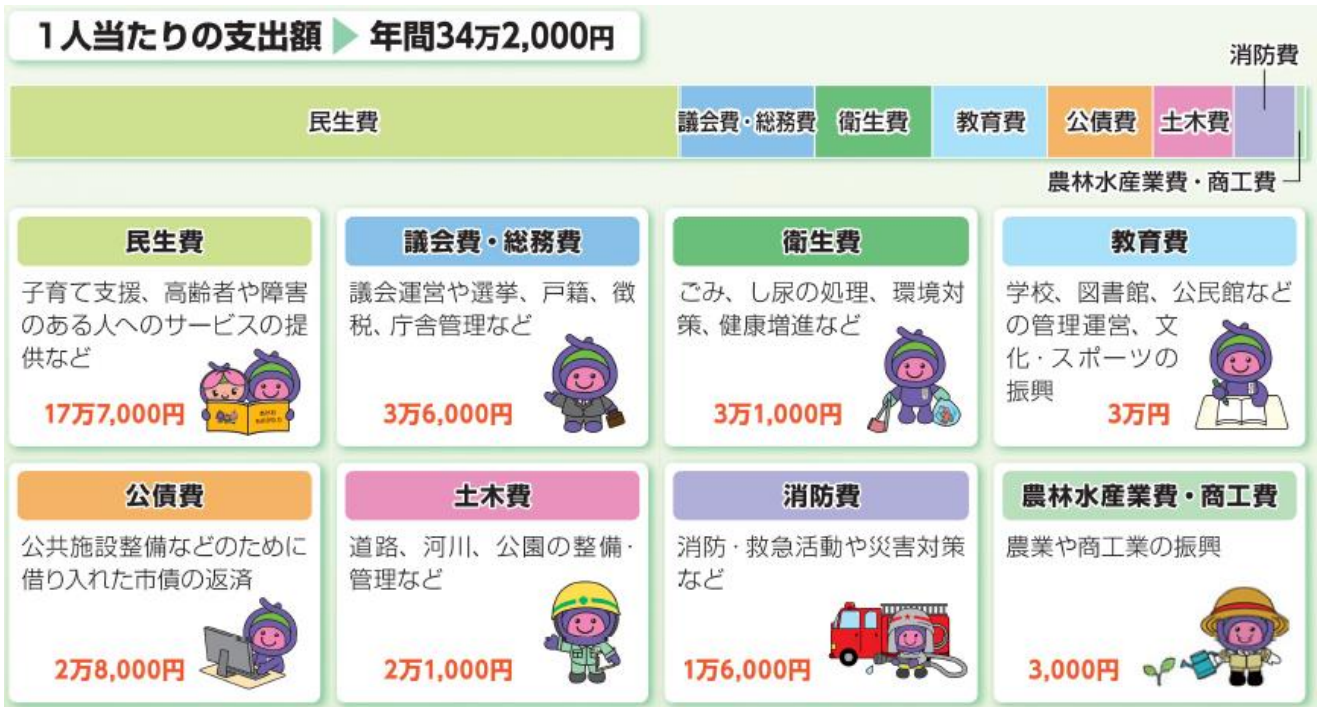 1人当たりの支出額▶年間34万2,000円
消防費
民生費
議会費・総務費
衛生費
教育費
公債費
土木費
農林水産業費・商工費
民生費
子育て支援、高齢者や障害
のある人へのサービスの提
供など
17万7,000円
議会費・総務費
議会運営や選挙、戸籍、徴
税、庁舎管理など
3万6,000円
衛生費
ごみ、し尿の処理、環境対
策、健康増進など
3万1,000円
教育費
学校、図書館、公民館など
の管理運営、文
化・スポーツの
振興
3万円
公債費
公共施設整備などのために
借り入れた市債の返済
2万8,000円
土木費
道路、河川、公園の整備・
管理など
2万1,000円
消防費
消防・救急活動や災害対策
など
1万6,000円
農林水産業費・商工費
農業や商工業の振興
3,000円